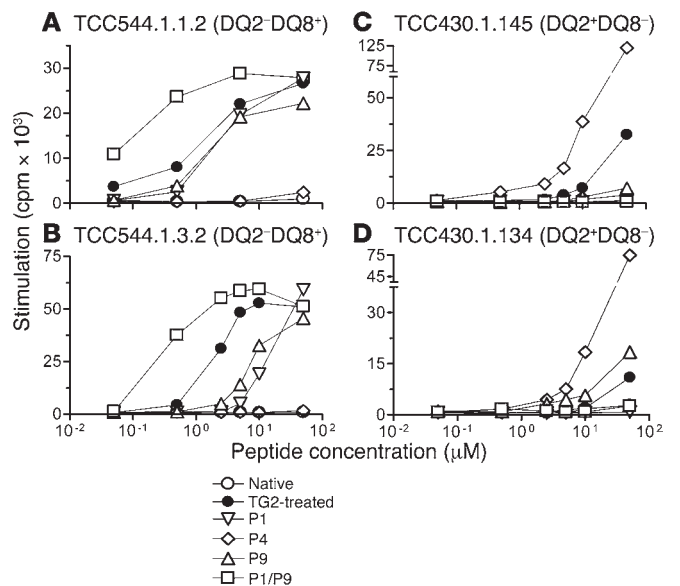 A TCC544.1.1.2 (DQ2⁻DQ8⁺)
C TCC430.1.145 (DQ2⁺DQ8⁻)
30
20
10
0
125
75
50
25
0
B TCC544.1.3.2 (DQ2⁻DQ8⁺)
D TCC430.1.134 (DQ2⁺DQ8⁻)
75
50
25
0
75
45
30
15
0
10⁻² 10⁻¹ 10⁰ 10¹ 10²
10⁻² 10⁻¹ 10⁰ 10¹ 10²
Stimulation (cpm × 10³)
Peptide concentration (μM)
Native
TG2-treated
P1
P4
P9
P1/P9